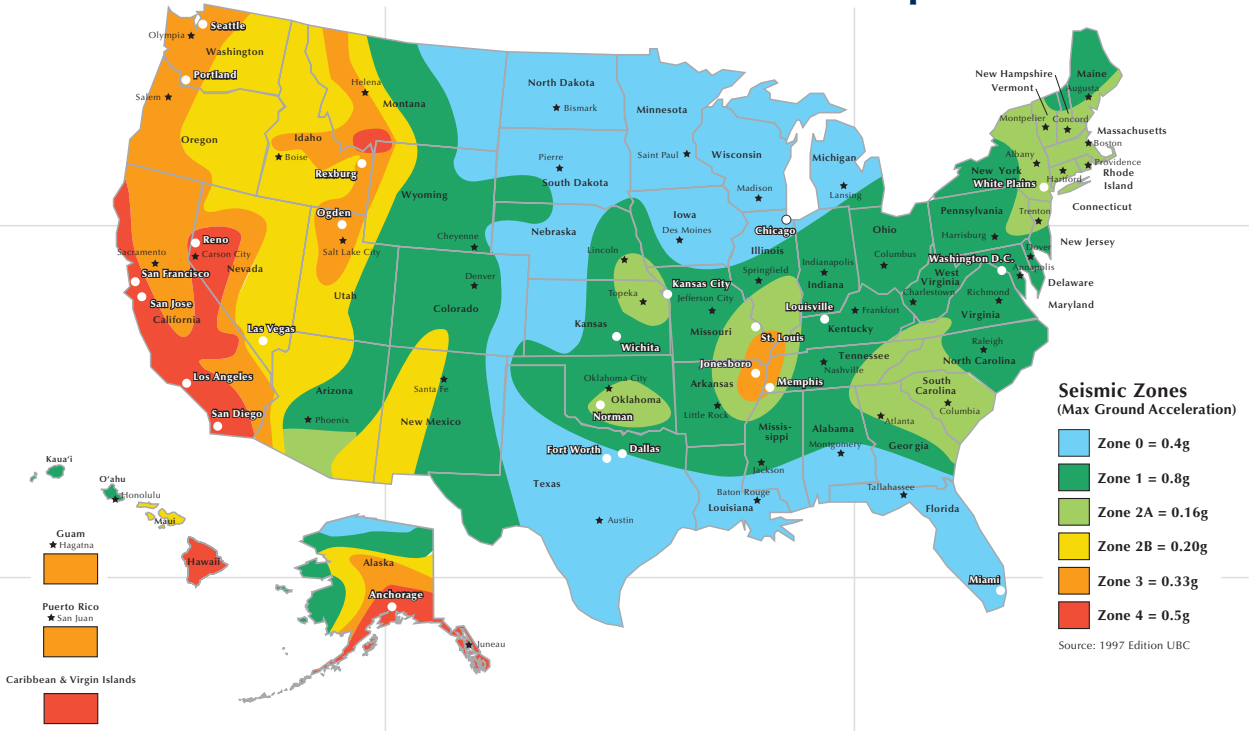 Seattle
Olympia
Washington
Portland
Salem
Oregon
Helena
Montana
Idaho
Boise
Rexburg
Ogden
Salt Lake City
Utah
Wyoming
Cheyenne
Reno
Carson City
Nevada
Sacramento
San Francisco
San Jose
California
Las Vegas
Los Angeles
San Diego
Arizona
Phoenix
Denver
Colorado
Santa Fe
New Mexico
North Dakota
Bismark
Pierre
South Dakota
Nebraska
Lincoln
Topeka
Kansas
Wichita
Oklahoma City
Oklahoma
Norman
Fort Worth
Dallas
Texas
Austin
Minnesota
Saint Paul
Wisconsin
Madison
Iowa
Des Moines
Michigan
Lansing
Chicago
Illinois
Springfield
Kansas City
Jefferson City
Missouri
St. Louis
Jonesboro
Arkansas
Little Rock
Memphis
Indianapolis
Indiana
Ohio
Columbus
Louisville
Frankfort
Kentucky
Tennessee
Nashville
Missis-
sippi
Jackson
Alabama
Montgomery
Baton Rouge
Louisiana
Georgia
Atlanta
Tallahassee
Florida
Miami
South
Carolina
Columbia
Raleigh
North Carolina
Virginia
Richmond
West
Virginia
Charlestown
Washington D.C.
Pennsylvania
Harrisburg
New York
Albany
White Plains
Trenton
Dover
Annapolis
New Hampshire
Vermont
Maine
Augusta
Montpelier
Concord
Massachusetts
Boston
Providence
Rhode
Island
Hartford
Connecticut
New Jersey
Delaware
Maryland
Kaua‘i
O‘ahu
Honolulu
Maui
Hawaii
Guam
Hagatna
Puerto Rico
San Juan
Caribbean & Virgin Islands
Alaska
Anchorage
Juneau
Seismic Zones
(Max Ground Acceleration)
Zone 0 = 0.4g
Zone 1 = 0.8g
Zone 2A = 0.16g
Zone 2B = 0.20g
Zone 3 = 0.33g
Zone 4 = 0.5g
Source: 1997 Edition UBC